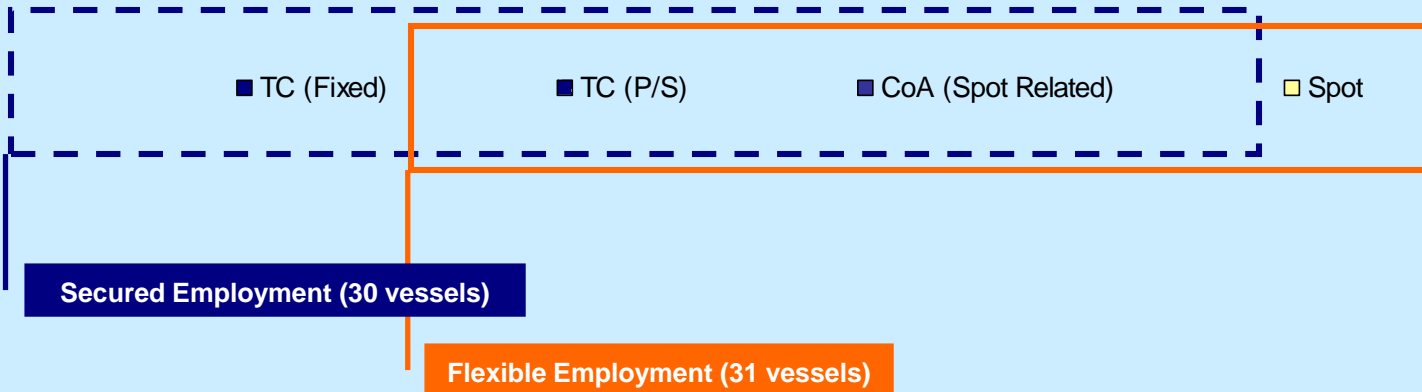 TC (Fixed) TC (P/S) CoA (Spot Related) Spot
Secured Employment (30 vessels)
Flexible Employment (31 vessels)